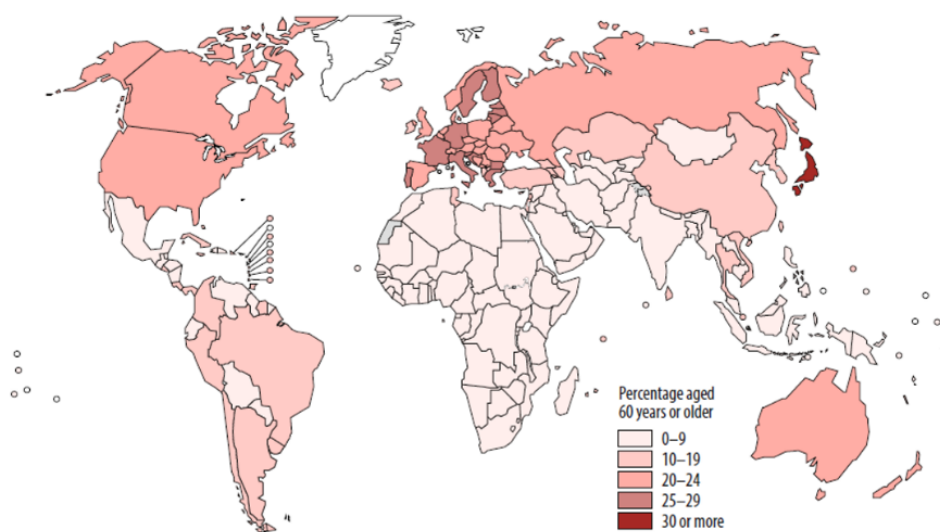 Percentage aged
60 years or older
0–9
10–19
20–24
25–29
30 or more